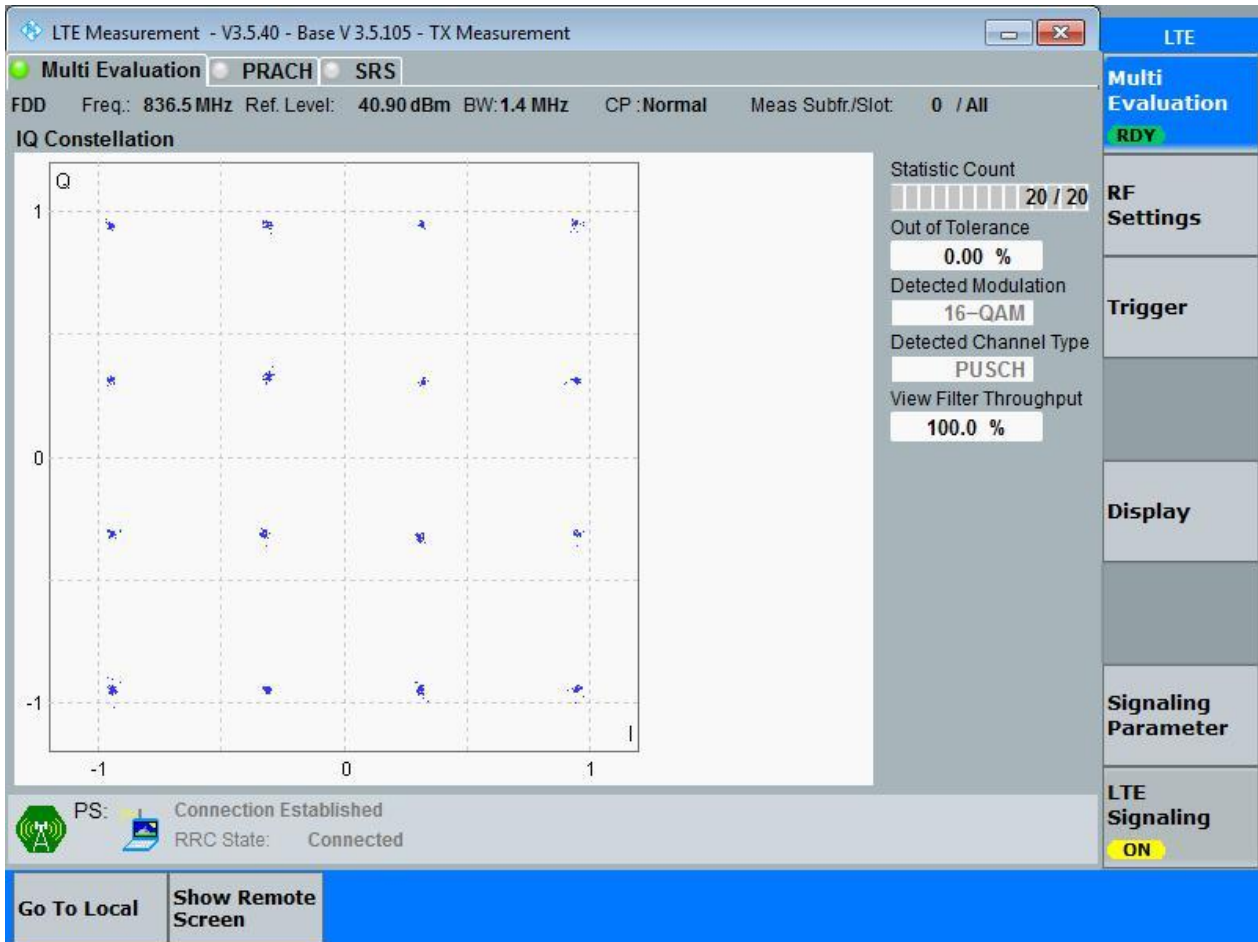 LTE Measurement - V3.5.40 - Base V 3.5.105 - TX Measurement
LTE
Multi Evaluation PRACH SRS
Multi
Evaluation
RDY
FDD Freq.: 836.5 MHz Ref. Level: 40.90 dBm BW: 1.4 MHz CP : Normal Meas Subfr./Slot: 0 / All
IQ Constellation
Q
1
0
-1
I
-1 0 1
Statistic Count
20 / 20
Out of Tolerance
0.00 %
Detected Modulation
16-QAM
Detected Channel Type
PUSCH
View Filter Throughput
100.0 %
RF
Settings
Trigger
Display
Signaling
Parameter
LTE
Signaling
ON
PS: Connection Established
RRC State: Connected
Go To Local
Show Remote
Screen